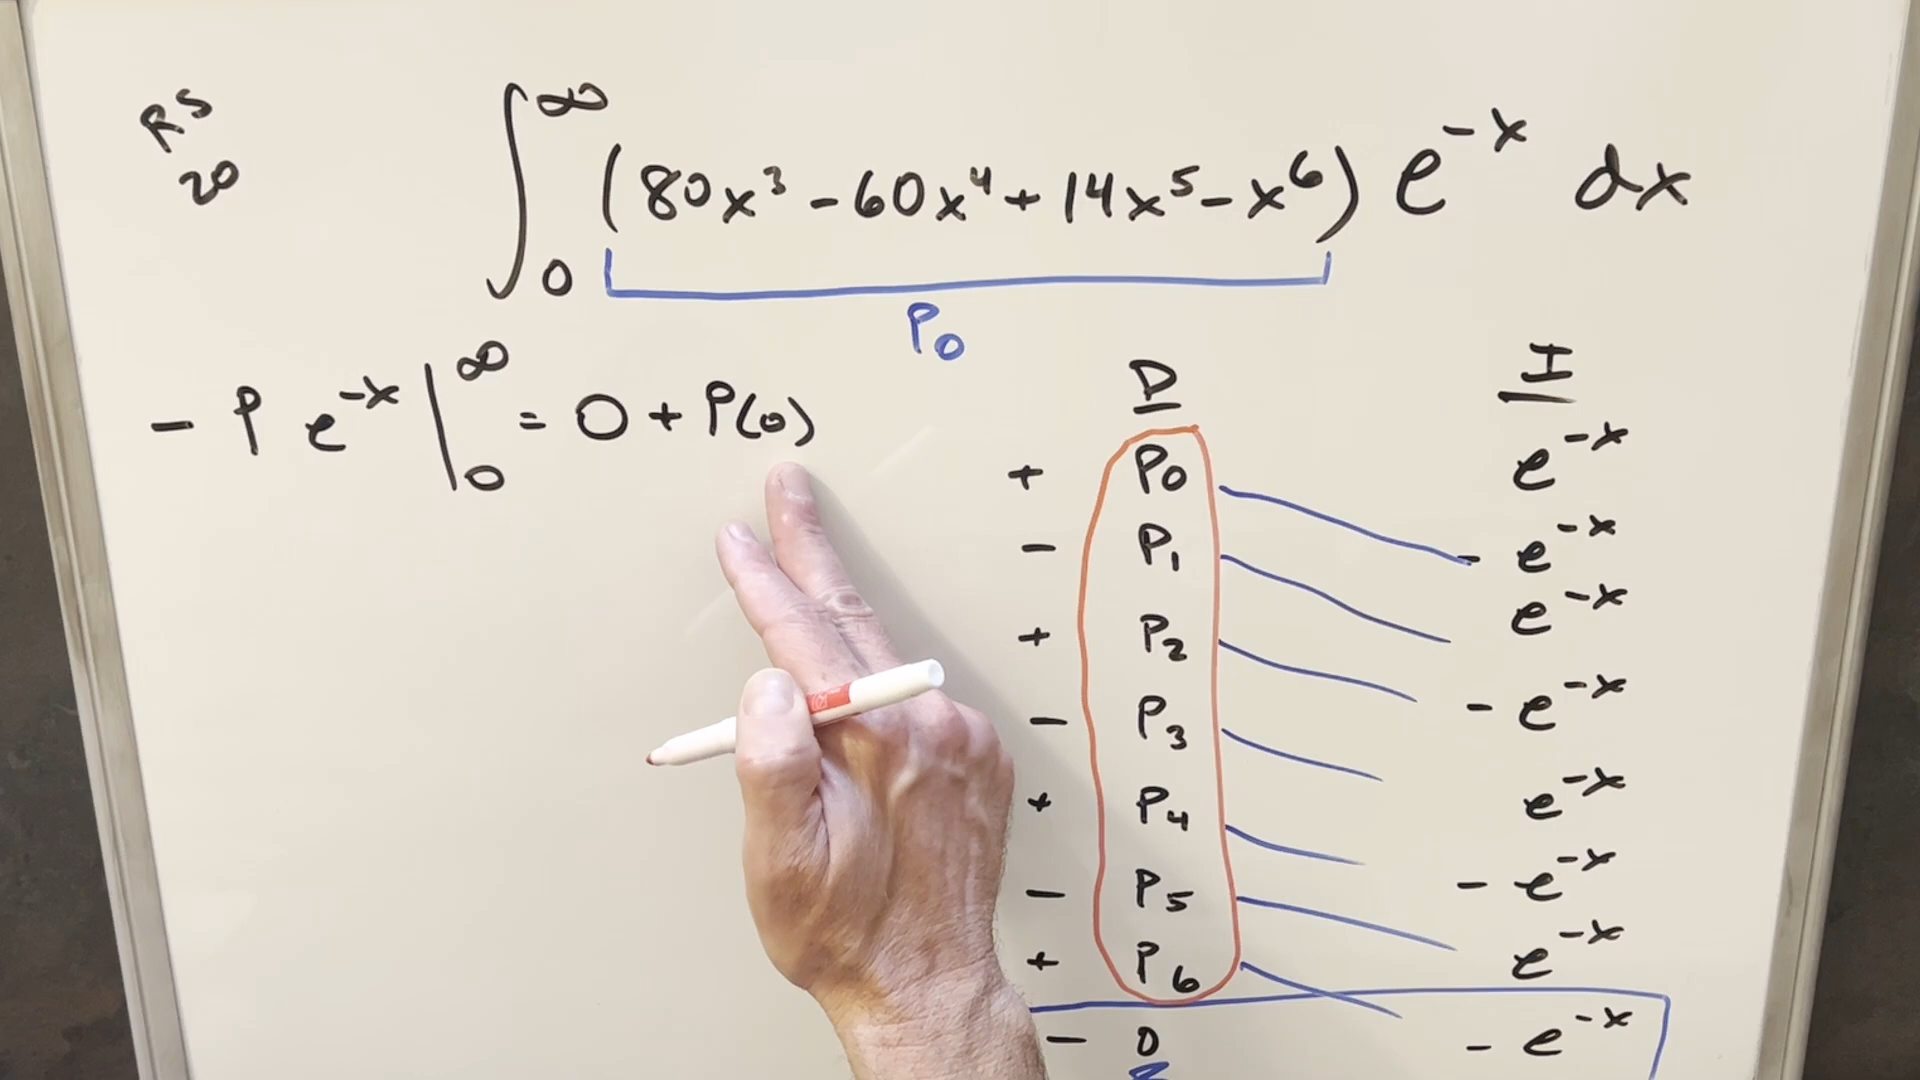 RS
20
∫₀^∞ (80x³ - 60x⁴ + 14x⁵ - x⁶) e^{-x} dx
P₀
- P e^{-x} |₀^∞ = 0 + P(0)
D I
+ P₀ e^{-x}
- P₁ - e^{-x}
+ P₂ e^{-x}
- P₃ - e^{-x}
+ P₄ e^{-x}
- P₅ - e^{-x}
+ P₆ e^{-x}
- 0 - e^{-x}